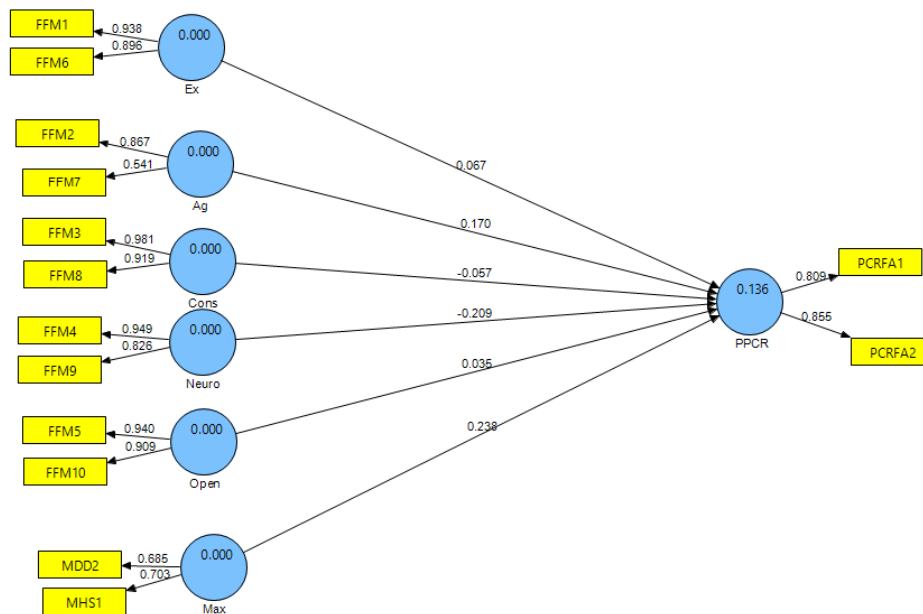 FFM1
0.938
0.000
FFM6
0.896
Ex
0.067
FFM2
0.867
0.000
FFM7
0.541
Ag
0.170
FFM3
0.981
0.000
FFM8
0.919
Cons
-0.057
FFM4
0.949
0.000
FFM9
0.826
Neuro
-0.209
FFM5
0.940
0.000
FFM10
0.909
Open
0.035
MDD2
0.685
0.000
MHS1
0.703
Max
0.238
0.136
PPCR
0.809
PCRFA1
0.855
PCRFA2